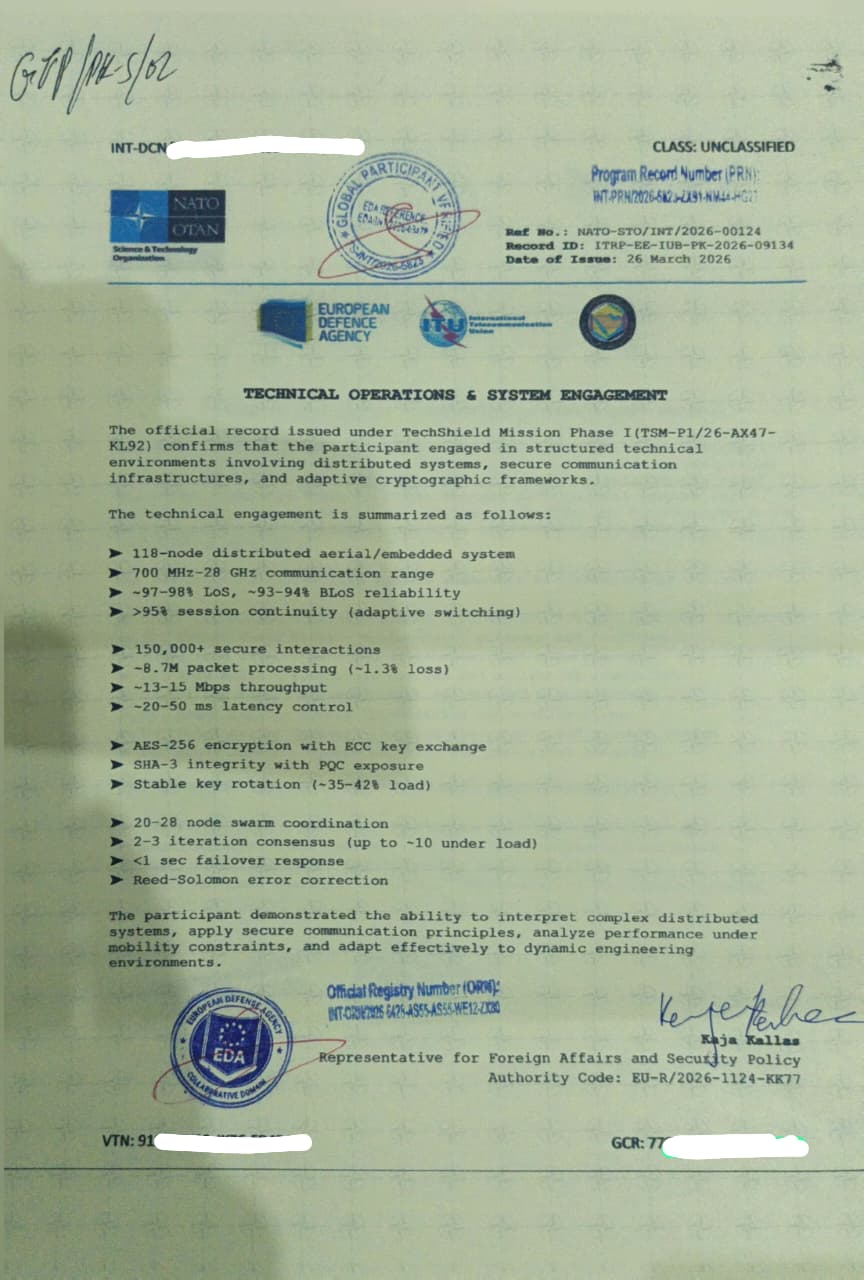 INT-DCN
CLASS: UNCLASSIFIED
Program Record Number (PRN):
NATO
OTAN
Science & Technology
Organization
GLOBAL PARTICIPANT VERIFIED
EDA REFERENCE
Ref No.: NATO-STO/INT/2026-00124
Record ID: ITRP-EE-IUB-PK-2026-09134
Date of Issue: 26 March 2026
EUROPEAN
DEFENCE
AGENCY
ITU
International
Telecommunication
Union
TECHNICAL OPERATIONS & SYSTEM ENGAGEMENT
The official record issued under TechShield Mission Phase I(TSM-P1/26-AX47-
KL92) confirms that the participant engaged in structured technical
environments involving distributed systems, secure communication
infrastructures, and adaptive cryptographic frameworks.
The technical engagement is summarized as follows:
➤ 118-node distributed aerial/embedded system
➤ 700 MHz-28 GHz communication range
➤ ~97-98% LoS, ~93-94% BLoS reliability
➤ >95% session continuity (adaptive switching)
➤ 150,000+ secure interactions
➤ ~8.7M packet processing (~1.3% loss)
➤ ~13-15 Mbps throughput
➤ ~20-50 ms latency control
➤ AES-256 encryption with ECC key exchange
➤ SHA-3 integrity with PQC exposure
➤ Stable key rotation (~35-42% load)
➤ 20-28 node swarm coordination
➤ 2-3 iteration consensus (up to ~10 under load)
➤ <1 sec failover response
➤ Reed-Solomon error correction
The participant demonstrated the ability to interpret complex distributed
systems, apply secure communication principles, analyze performance under
mobility constraints, and adapt effectively to dynamic engineering
environments.
EUROPEAN DEFENSE AGENCY
EDA
COLLABORATIVE DOMAIN
Official Registry Number (ORN):
Kaja Kallas
Representative for Foreign Affairs and Security Policy
Authority Code: EU-R/2026-1124-KK77
VTN: 91
GCR: 77